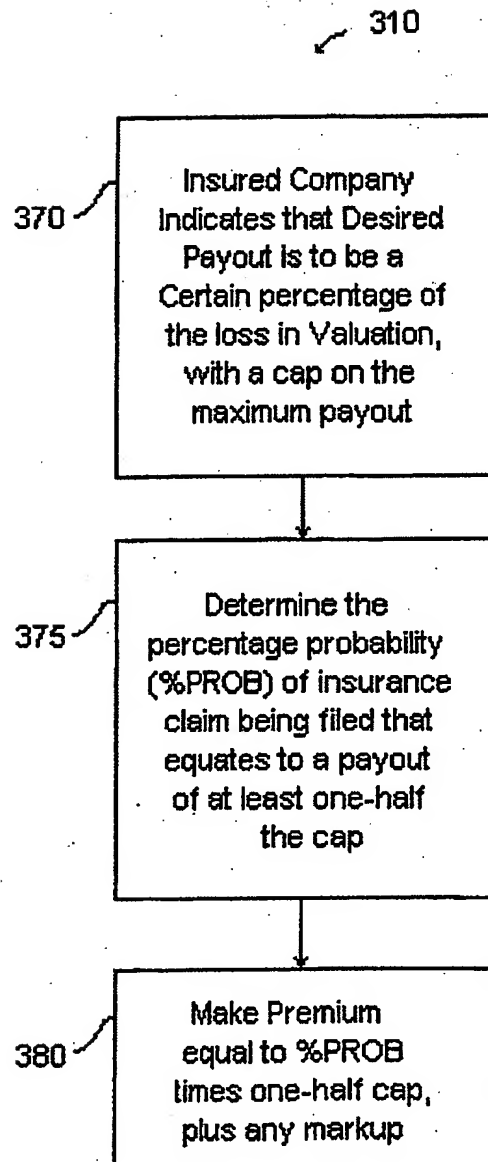 310
370
Insured Company
Indicates that Desired
Payout is to be a
Certain percentage of
the loss in Valuation,
with a cap on the
maximum payout
375
Determine the
percentage probability
(%PROB) of insurance
claim being filed that
equates to a payout
of at least one-half
the cap
380
Make Premium
equal to %PROB
times one-half cap,
plus any markup